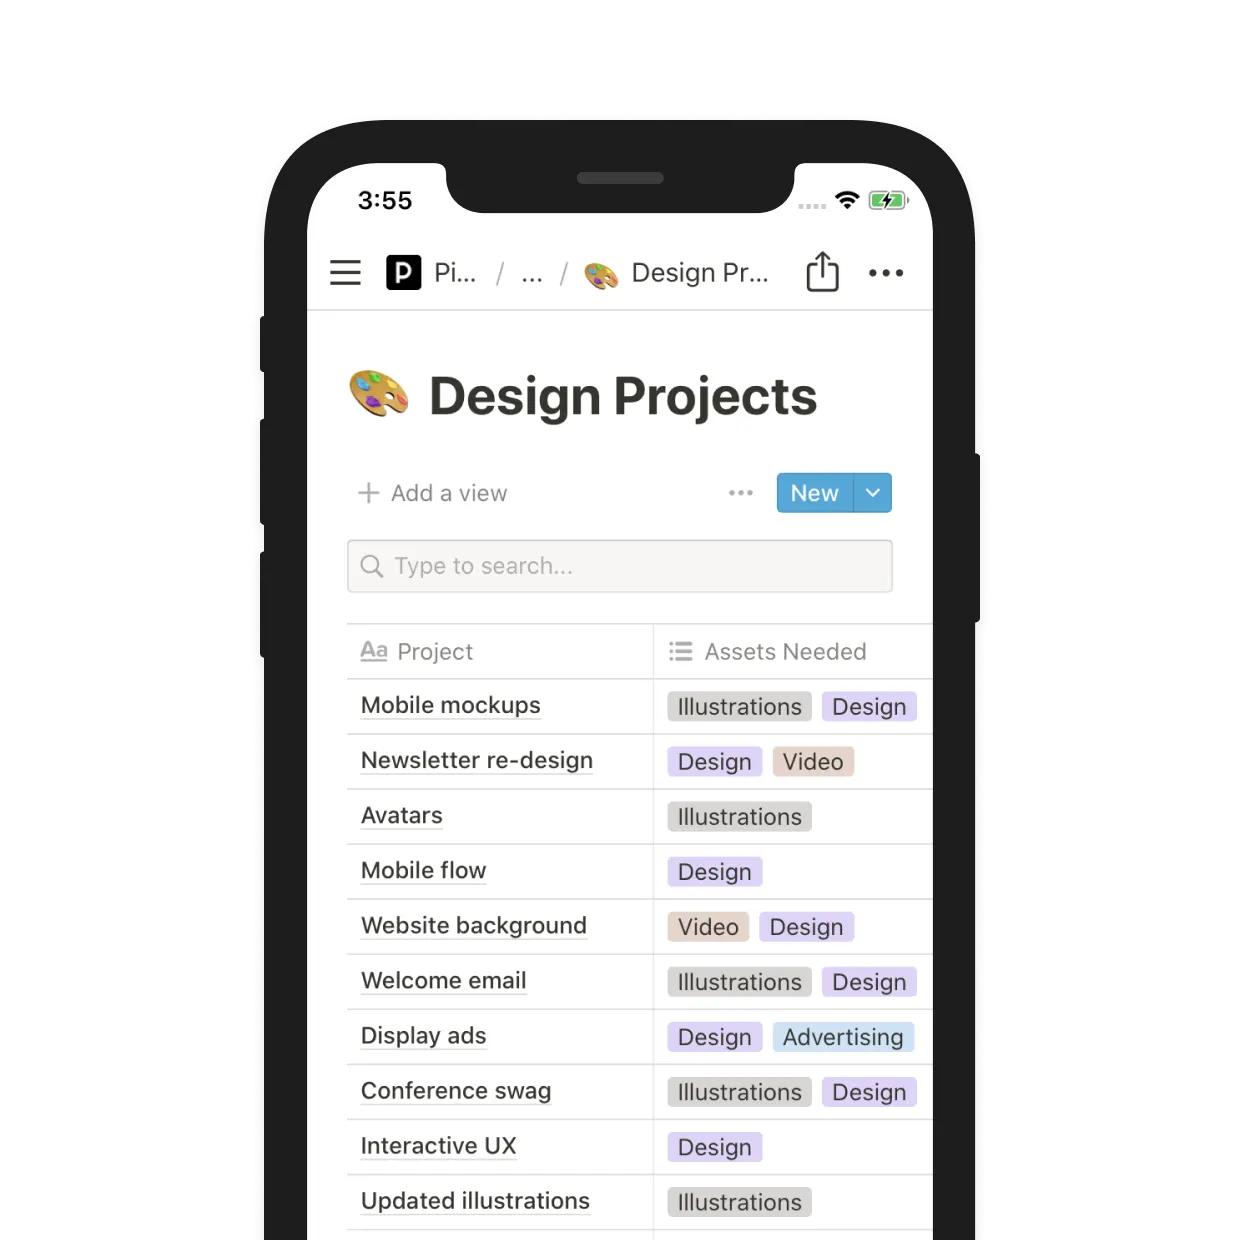 3:55
P Pi... / ... / Design Pr...
Design Projects
Add a view
New
Type to search...
Aa Project Assets Needed
Mobile mockups Illustrations Design
Newsletter re-design Design Video
Avatars Illustrations
Mobile flow Design
Website background Video Design
Welcome email Illustrations Design
Display ads Design Advertising
Conference swag Illustrations Design
Interactive UX Design
Updated illustrations Illustrations